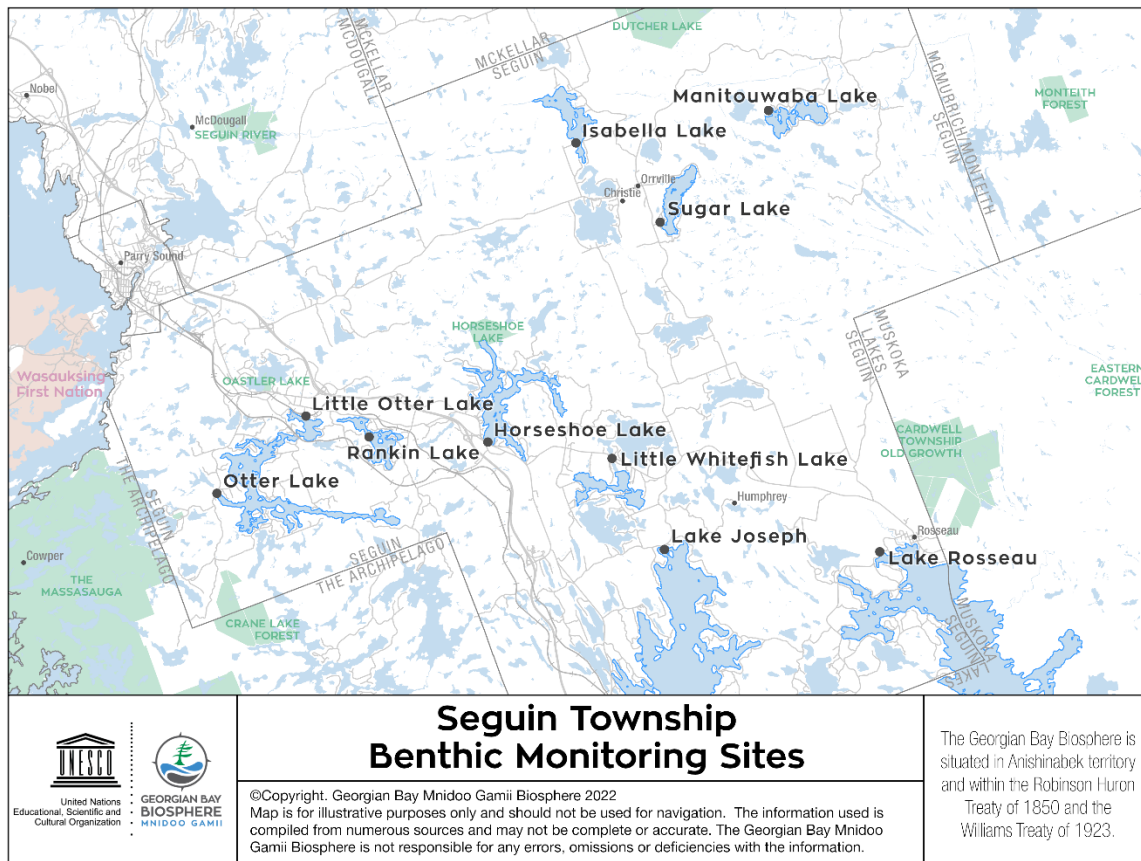 DUTCHER LAKE
MCKELLAR
MCDOUGALL
MCKELLAR
SEGUIN
MCMURRICH/MONTEITH
SEGUIN
MONTEITH
FOREST
Nobel
McDougall
SEGUIN RIVER
Manitouwaba Lake
Isabella Lake
Orrville
Christie
Sugar Lake
Parry Sound
HORSESHOE
LAKE
MUSKOKA
LAKES
SEGUIN
Wasauksing
First Nation
OASTLER LAKE
EASTERN
CARDWELL
FOREST
Little Otter Lake
Rankin Lake
Horseshoe Lake
CARDWELL
TOWNSHIP
OLD GROWTH
Little Whitefish Lake
Otter Lake
Humphrey
SEGUIN
THE ARCHIPELAGO
Lake Joseph
Rosseau
Lake Rosseau
SEGUIN
THE ARCHIPELAGO
Cowper
THE
MASSASAUGA
CRANE LAKE
FOREST
MUSKOKA
LAKES
SEGUIN
UNESCO
United Nations
Educational, Scientific and
Cultural Organization
GEORGIAN BAY
BIOSPHERE
MNIDOO GAMII
Seguin Township
Benthic Monitoring Sites
©Copyright. Georgian Bay Mnidoo Gamii Biosphere 2022
Map is for illustrative purposes only and should not be used for navigation. The information used is
compiled from numerous sources and may not be complete or accurate. The Georgian Bay Mnidoo
Gamii Biosphere is not responsible for any errors, omissions or deficiencies with the information.
The Georgian Bay Biosphere is
situated in Anishinabek territory
and within the Robinson Huron
Treaty of 1850 and the
Williams Treaty of 1923.